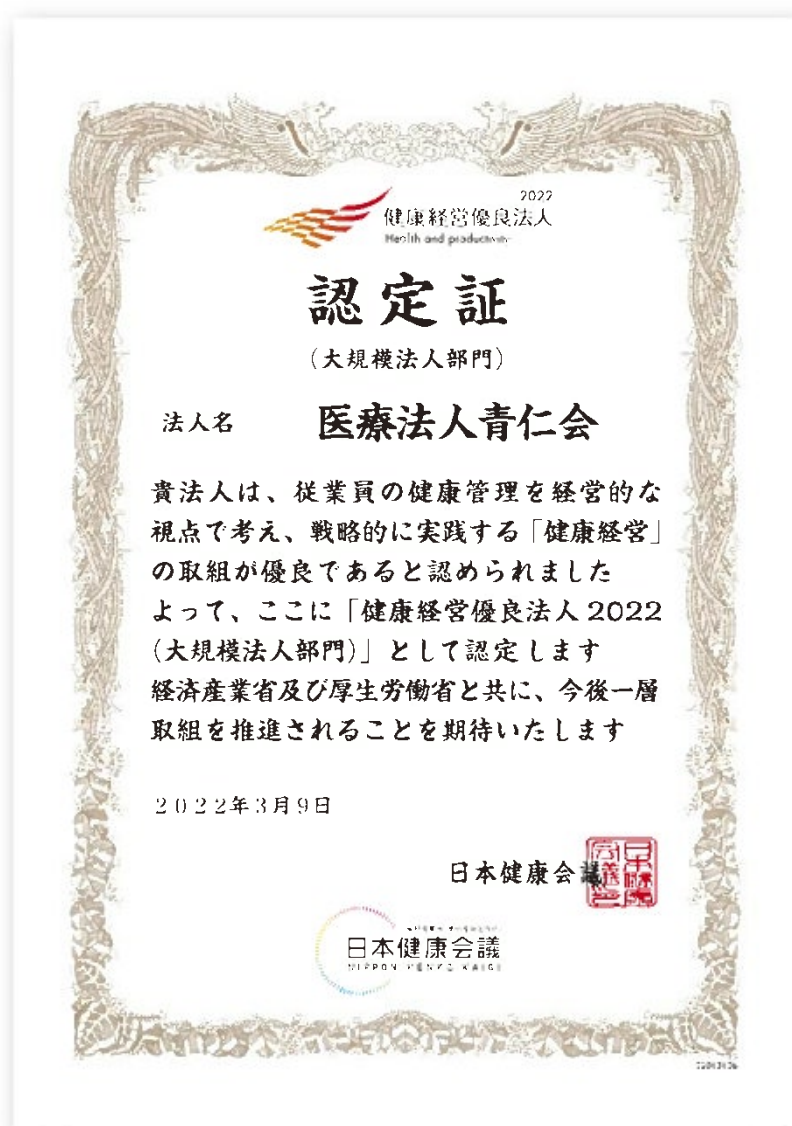 2022
健康経営優良法人
Health and productivity
認定証
（大規模法人部門）
法人名 医療法人青仁会
貴法人は、従業員の健康管理を経営的な
視点で考え、戦略的に実践する「健康経営」
の取組が優良であると認められました
よって、ここに「健康経営優良法人2022
（大規模法人部門）」として認定します
経済産業省及び厚生労働省と共に、今後一層
取組を推進されることを期待いたします
2022年3月9日
日本健康会議
日本健康会議
NIPPON KENKO KAIGI